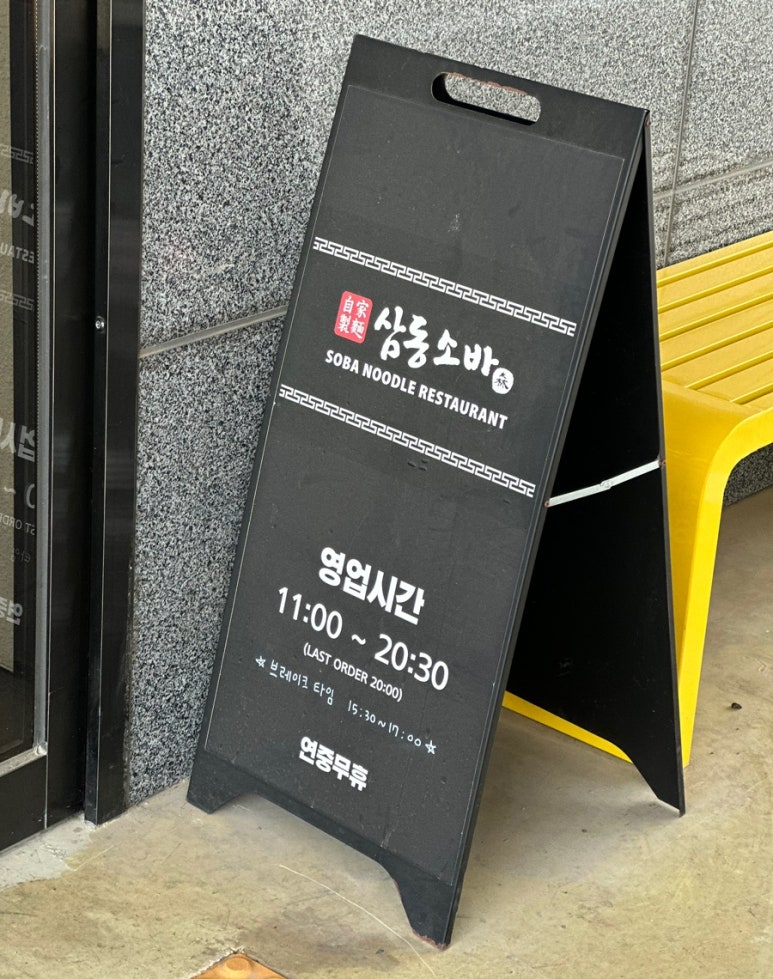 自家製麵
삼동소바
SOBA NOODLE RESTAURANT
영업시간
11:00 ~ 20:30
(LAST ORDER 20:00)
☆ 브레이크 타임 15:30~17:00 ☆
연중무휴